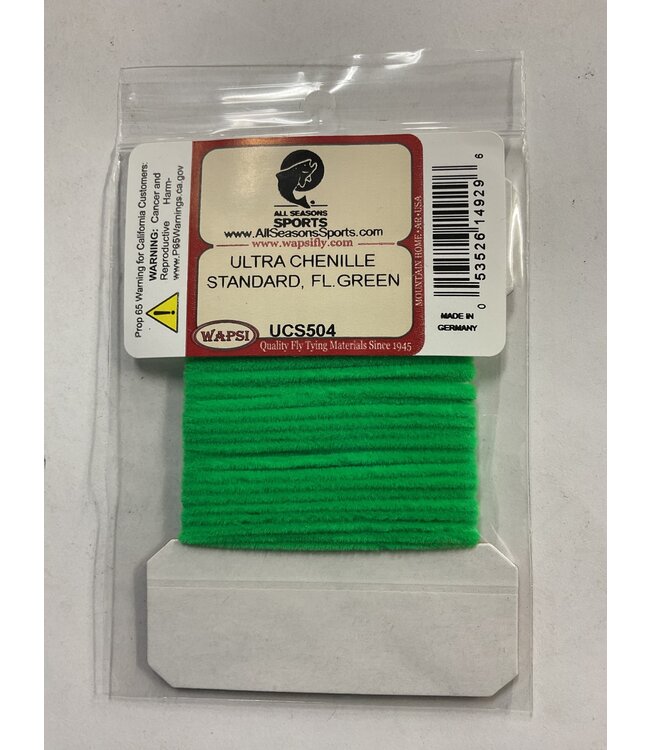 Prop 65 Warning for California Customers:
WARNING: Cancer and
Reproductive Harm-
www.P65Warnings.ca.gov
ALL SEASONS
SPORTS
www.AllSeasonsSports.com
www.wapsifly.com
ULTRA CHENILLE
STANDARD, FL.GREEN
UCS504
WAPSI
Quality Fly Tying Materials Since 1945
MOUNTAIN HOME, AR USA
0 53526 14929 6
MADE IN
GERMANY